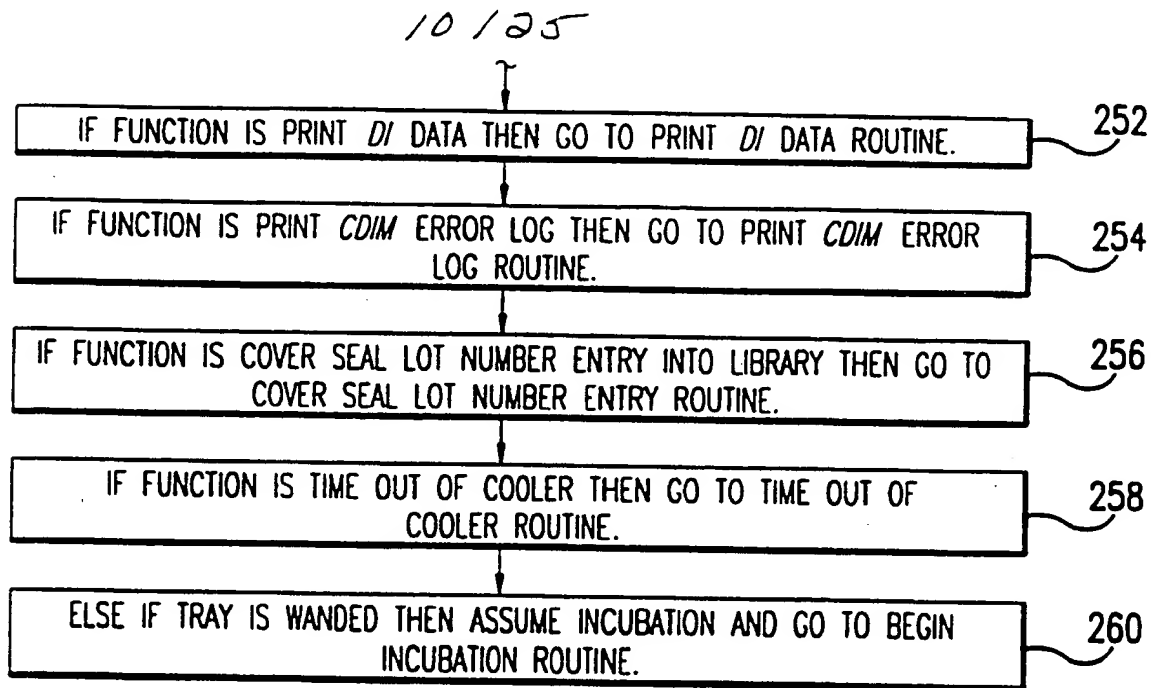 10/25
IF FUNCTION IS PRINT DI DATA THEN GO TO PRINT DI DATA ROUTINE.
252
IF FUNCTION IS PRINT CDIM ERROR LOG THEN GO TO PRINT CDIM ERROR
LOG ROUTINE.
254
IF FUNCTION IS COVER SEAL LOT NUMBER ENTRY INTO LIBRARY THEN GO TO
COVER SEAL LOT NUMBER ENTRY ROUTINE.
256
IF FUNCTION IS TIME OUT OF COOLER THEN GO TO TIME OUT OF
COOLER ROUTINE.
258
ELSE IF TRAY IS WANDED THEN ASSUME INCUBATION AND GO TO BEGIN
INCUBATION ROUTINE.
260